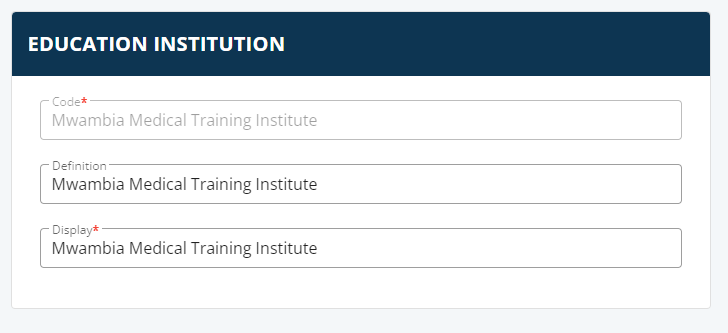 EDUCATION INSTITUTION
Code*
Mwambia Medical Training Institute
Definition
Mwambia Medical Training Institute
Display*
Mwambia Medical Training Institute